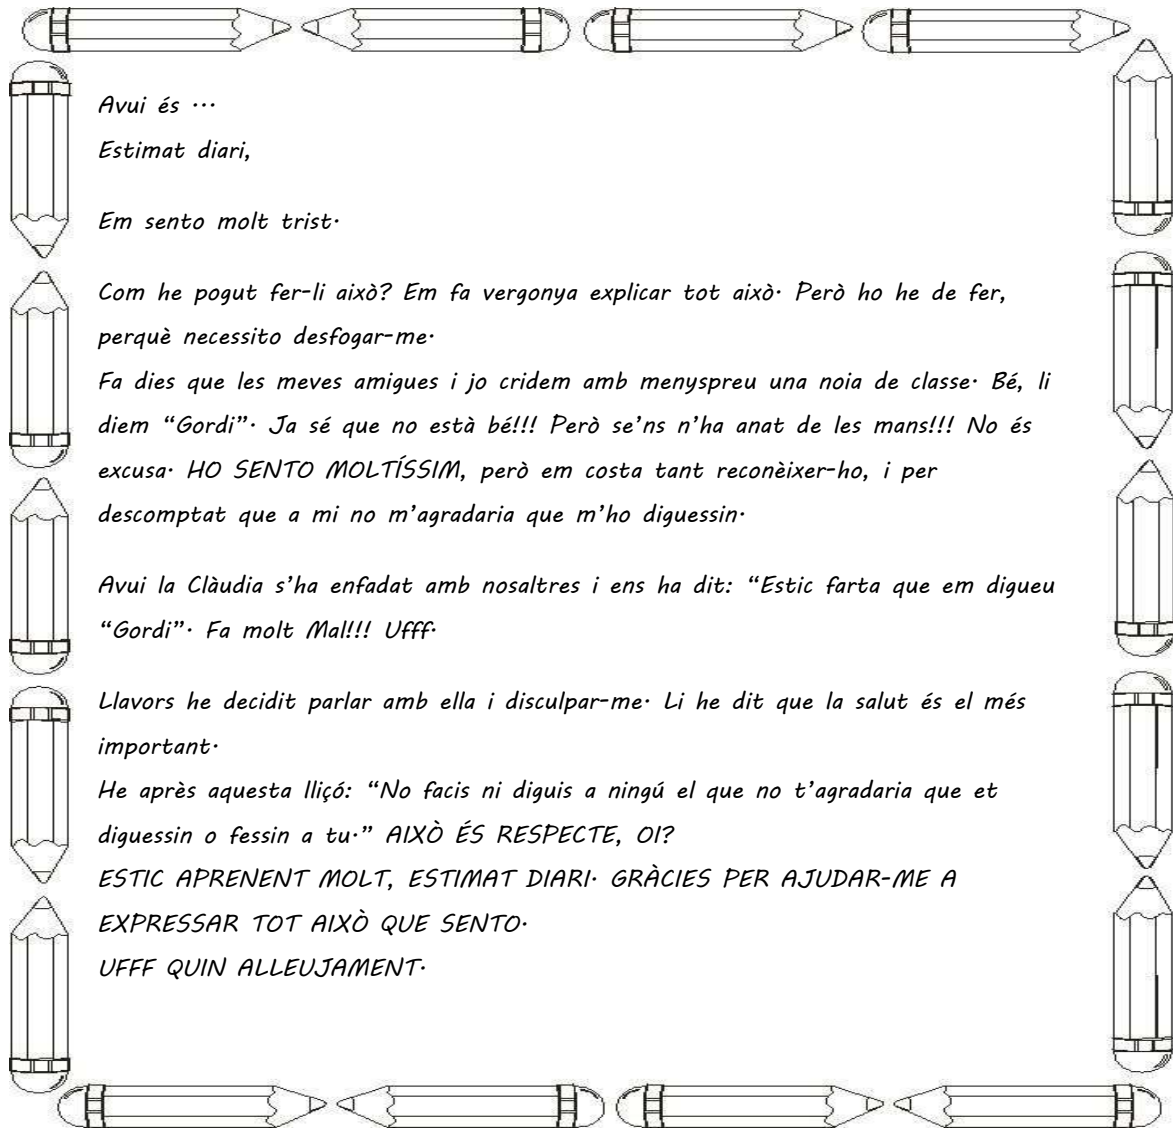 Avui és ...
Estimat diari,
Em sento molt trist.
Com he pogut fer-li això? Em fa vergonya explicar tot això. Però ho he de fer,
perquè necessito desfogar-me.
Fa dies que les meves amigues i jo cridem amb menyspreu una noia de classe. Bé, li
diem “Gordi”. Ja sé que no està bé!!! Però se’ns n’ha anat de les mans!!! No és
excusa. HO SENTO MOLTÍSSIM, però em costa tant reconèixer-ho, i per
descomptat que a mi no m’agradaria que m’ho diguessin.
Avui la Clàudia s’ha enfadat amb nosaltres i ens ha dit: “Estic farta que em digueu
“Gordi”. Fa molt Mal!!! Ufff.
Llavors he decidit parlar amb ella i disculpar-me. Li he dit que la salut és el més
important.
He après aquesta lliçó: “No facis ni diguis a ningú el que no t’agradaria que et
diguessin o fessin a tu.” AIXÒ ÉS RESPECTE, OI?
ESTIC APRENENT MOLT, ESTIMAT DIARI. GRÀCIES PER AJUDAR-ME A
EXPRESSAR TOT AIXÒ QUE SENTO.
UFFF QUIN ALLEUJAMENT.